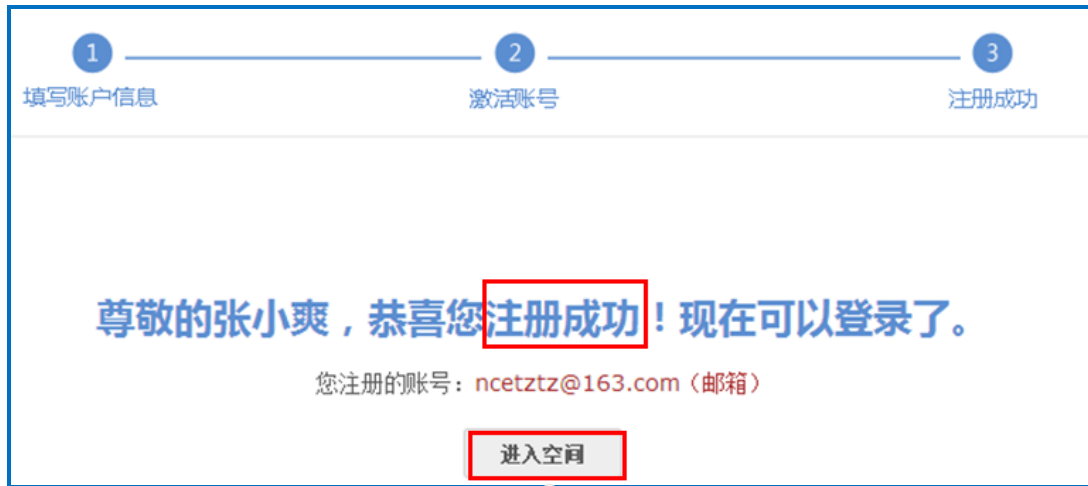 1 2 3
填写账户信息 激活账号 注册成功
尊敬的张小爽，恭喜您注册成功！现在可以登录了。
您注册的账号：ncetztz@163.com（邮箱）
进入空间